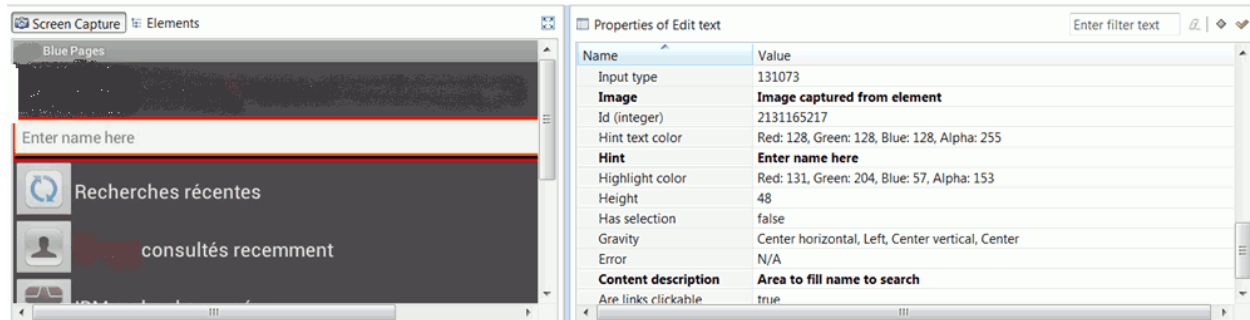 Screen Capture Elements
Blue Pages
Enter name here
Recherches récentes
consultés recemment
Properties of Edit text
Enter filter text
Name Value
Input type 131073
Image Image captured from element
Id (integer) 2131165217
Hint text color Red: 128, Green: 128, Blue: 128, Alpha: 255
Hint Enter name here
Highlight color Red: 131, Green: 204, Blue: 57, Alpha: 153
Height 48
Has selection false
Gravity Center horizontal, Left, Center vertical, Center
Error N/A
Content description Area to fill name to search
Are links clickable true